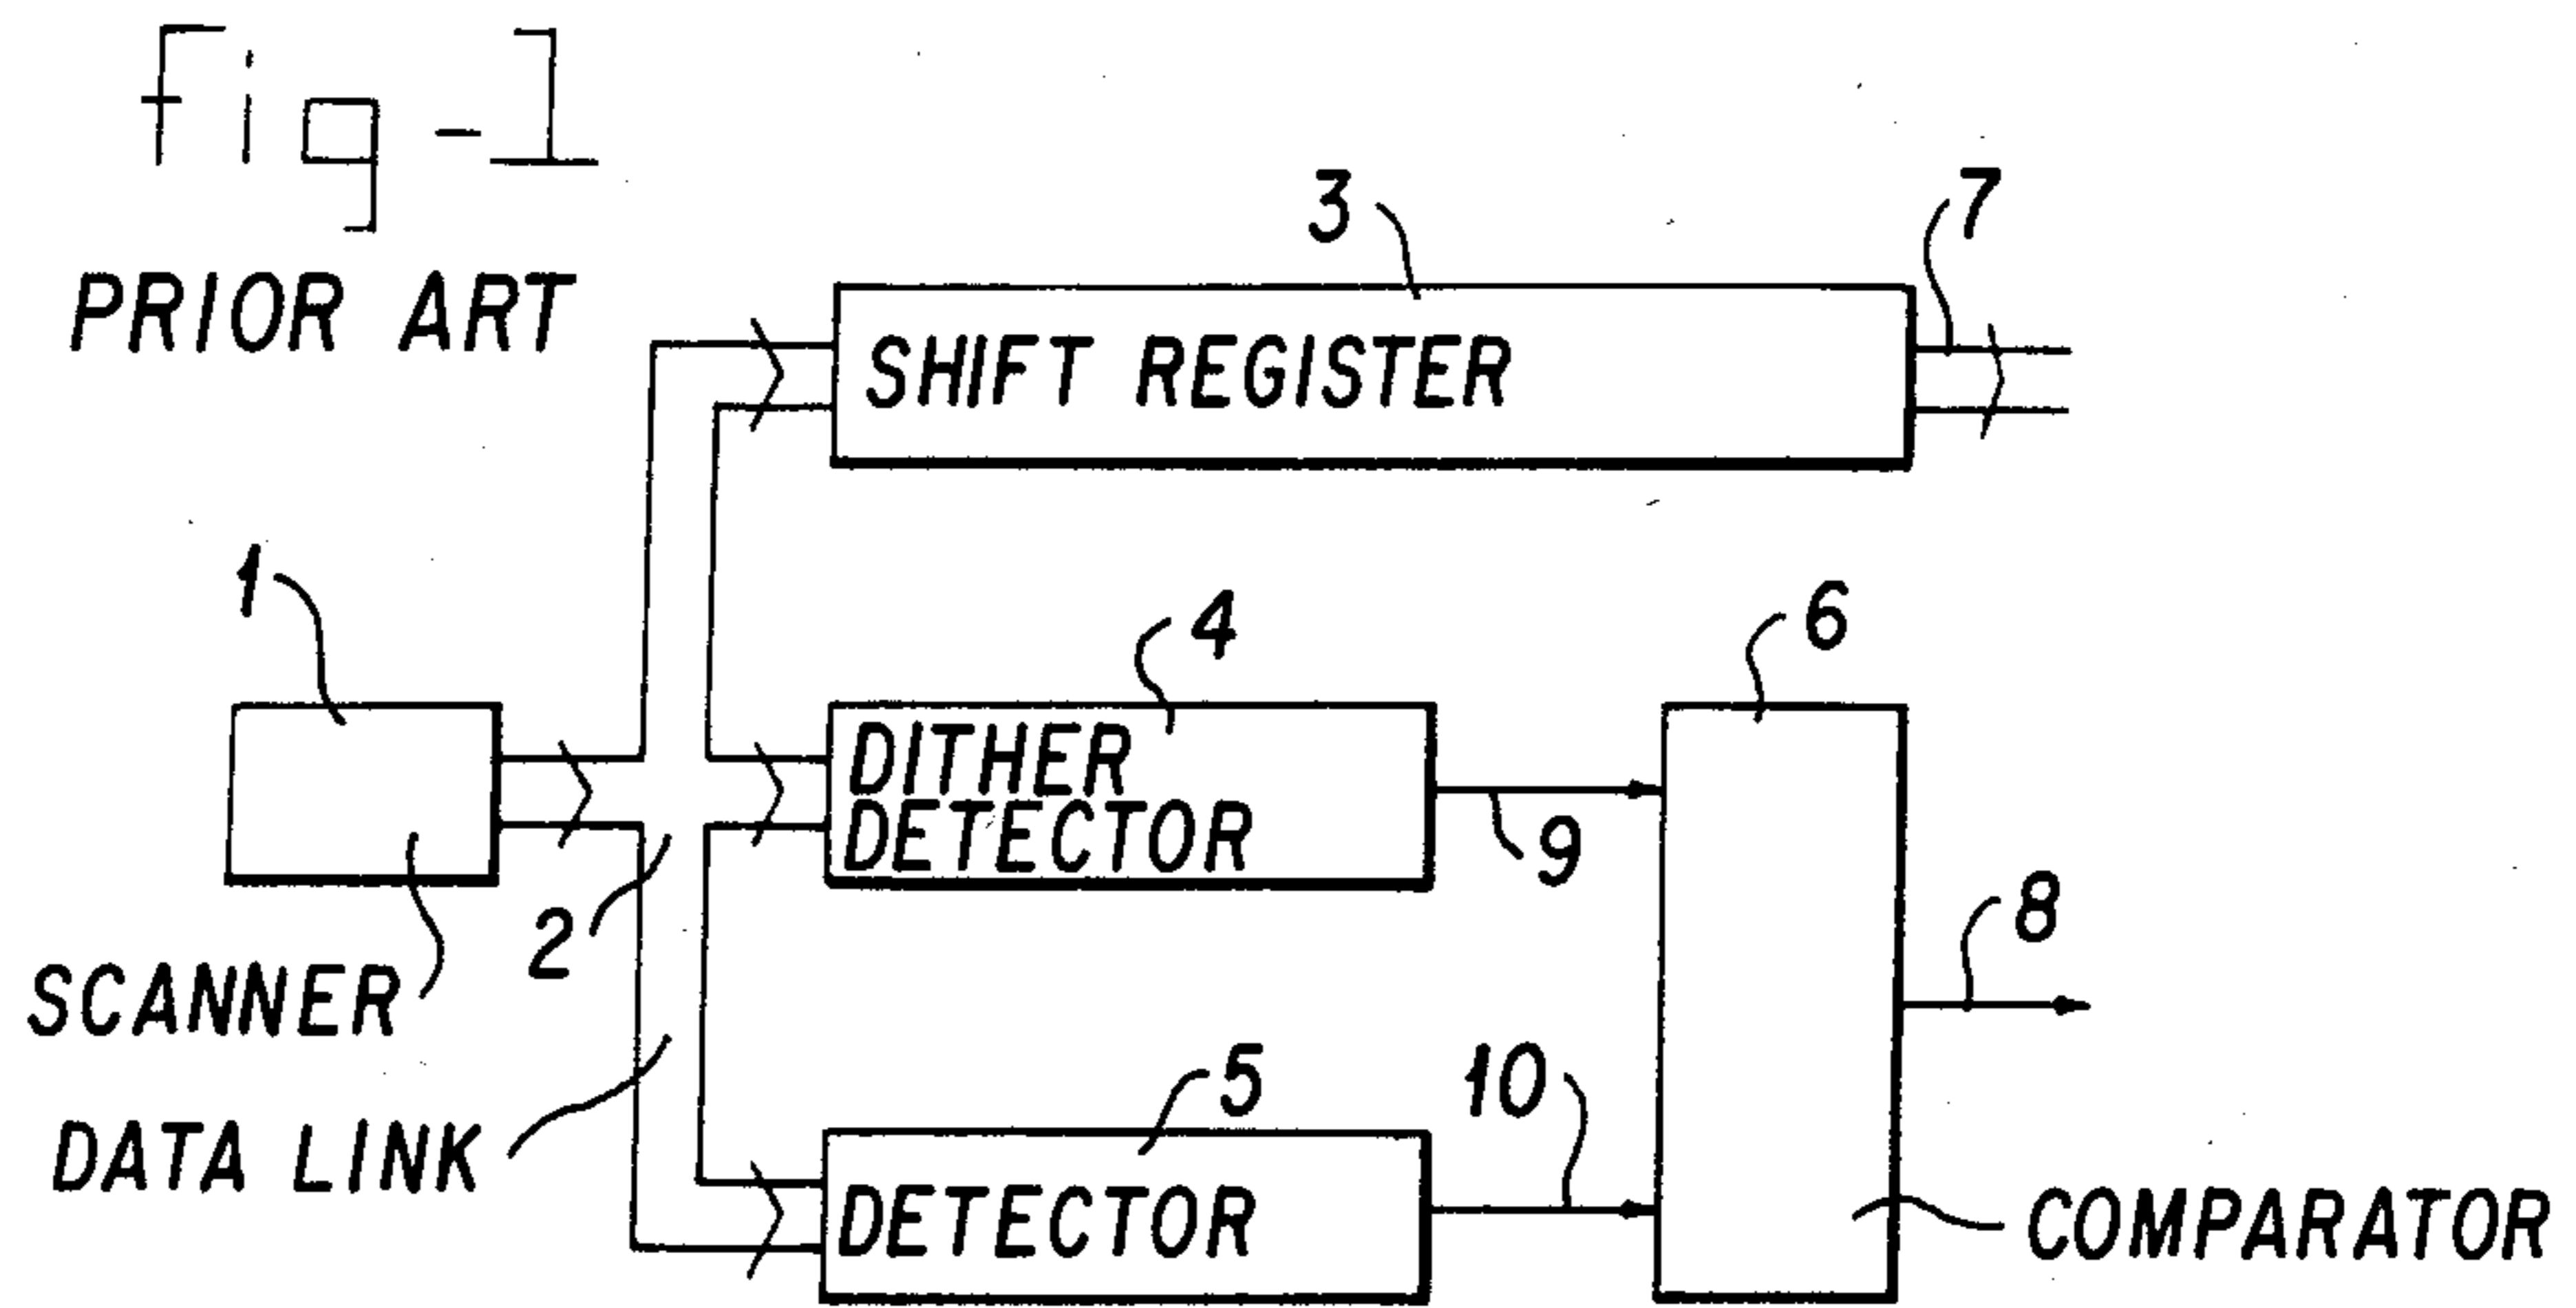 fig-1
PRIOR ART
3
7
SHIFT REGISTER
1
4
6
DITHER
DETECTOR
9
2
8
SCANNER
5
10
DATA LINK
DETECTOR
COMPARATOR